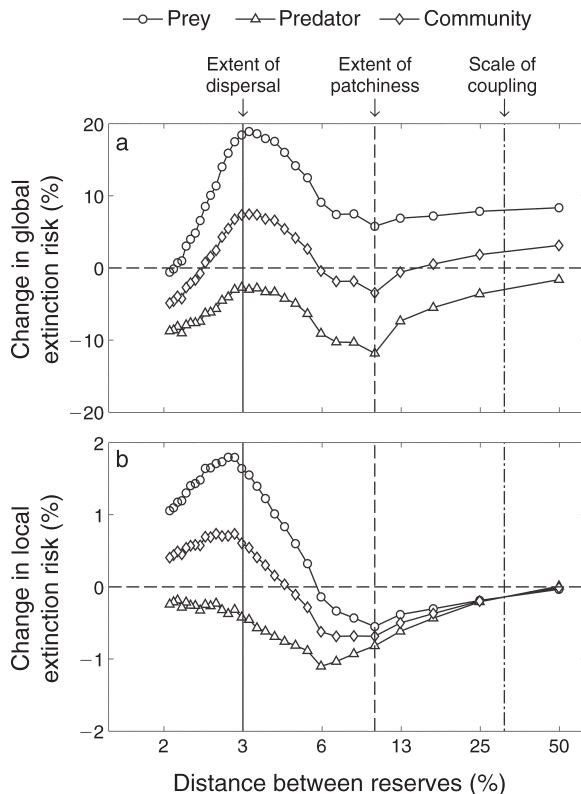 Prey Predator Community
Extent of dispersal
Extent of patchiness
Scale of coupling
a
20
10
0
−10
−20
Change in global extinction risk (%)
b
2
1
0
−1
−2
Change in local extinction risk (%)
2 3 6 13 25 50
Distance between reserves (%)